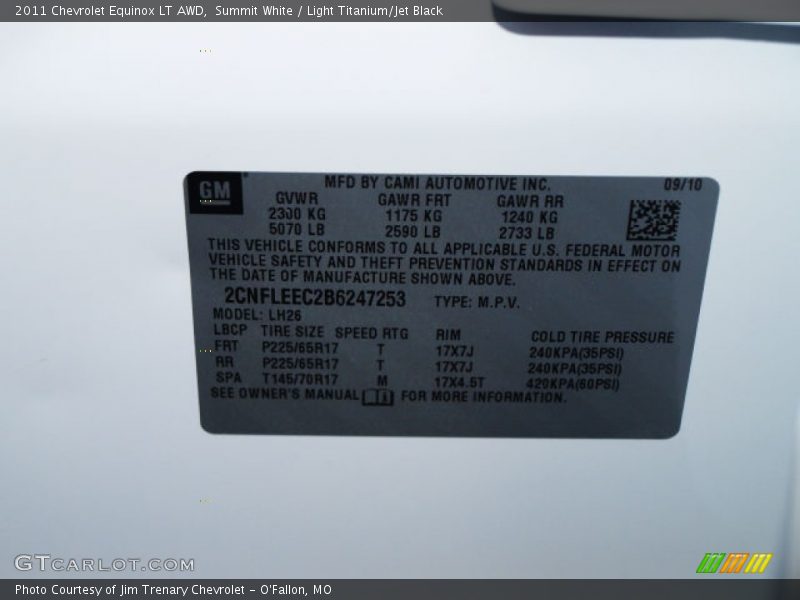 2011 Chevrolet Equinox LT AWD, Summit White / Light Titanium/Jet Black
GM
MFD BY CAMI AUTOMOTIVE INC. 09/10
GVWR GAWR FRT GAWR RR
2300 KG 1175 KG 1240 KG
5070 LB 2590 LB 2733 LB
THIS VEHICLE CONFORMS TO ALL APPLICABLE U.S. FEDERAL MOTOR
VEHICLE SAFETY AND THEFT PREVENTION STANDARDS IN EFFECT ON
THE DATE OF MANUFACTURE SHOWN ABOVE.
2CNFLEEC2B6247253 TYPE: M.P.V.
MODEL: LH26
LBCP TIRE SIZE SPEED RTG RIM COLD TIRE PRESSURE
FRT P225/65R17 T 17X7J 240KPA(35PSI)
RR P225/65R17 T 17X7J 240KPA(35PSI)
SPA T145/70R17 M 17X4.5T 420KPA(60PSI)
SEE OWNER'S MANUAL FOR MORE INFORMATION.
GTCARLOT.COM
Photo Courtesy of Jim Trenary Chevrolet - O'Fallon, MO